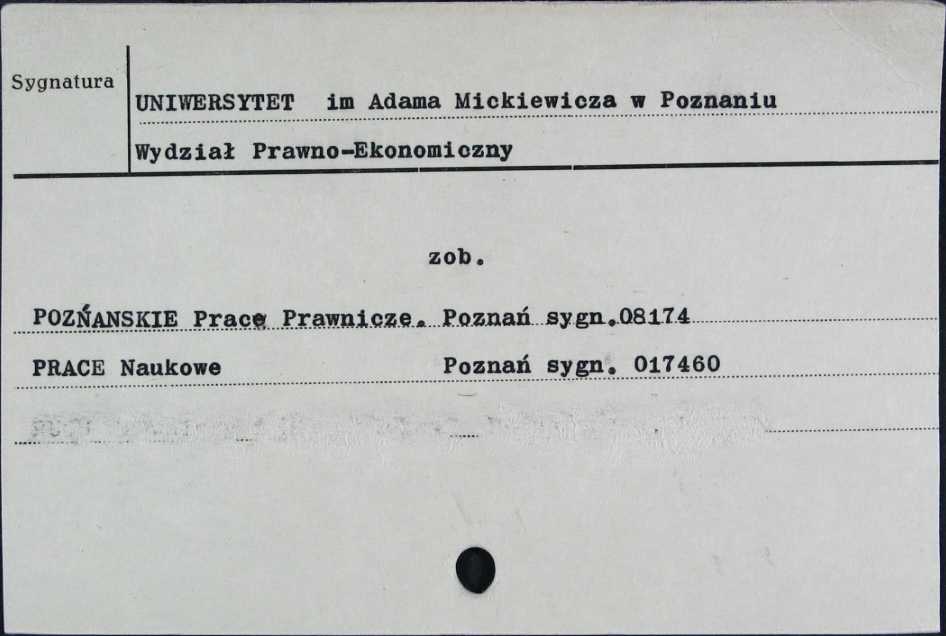 Sygnatura
UNIWERSYTET im Adama Mickiewicza w Poznaniu
Wydział Prawno-Ekonomiczny
zob.
POZŃANSKIE Prace Prawnicze. Poznań sygn.08174
PRACE Naukowe Poznań sygn. 017460